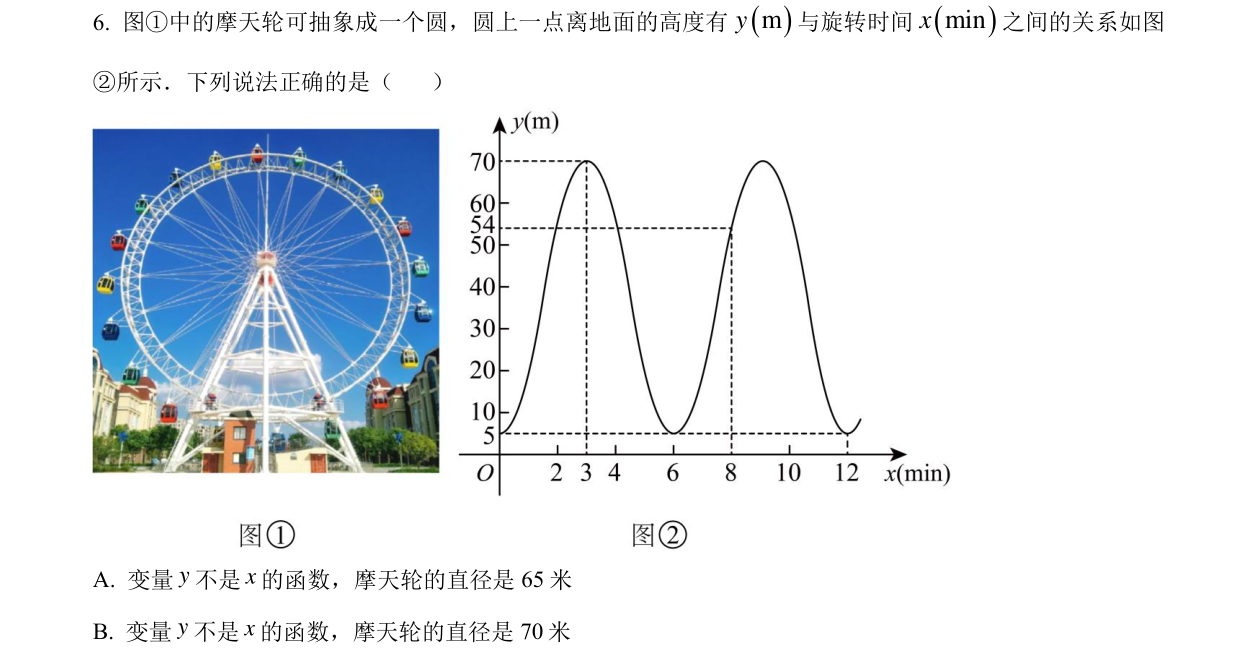 6. 图①中的摩天轮可抽象成一个圆，圆上一点离地面的高度有 y(m) 与旋转时间 x(min) 之间的关系如图
②所示．下列说法正确的是（　　）
y(m)
70
60
54
50
40
30
20
10
5
O 2 3 4 6 8 10 12 x(min)
图① 图②
A. 变量 y 不是 x 的函数，摩天轮的直径是 65 米
B. 变量 y 不是 x 的函数，摩天轮的直径是 70 米